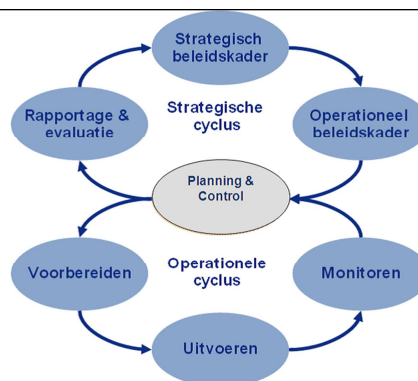 Strategisch
beleidskader
Rapportage &
evaluatie
Strategische
cyclus
Operationeel
beleidskader
Planning &
Control
Voorbereiden
Operationele
cyclus
Monitoren
Uitvoeren